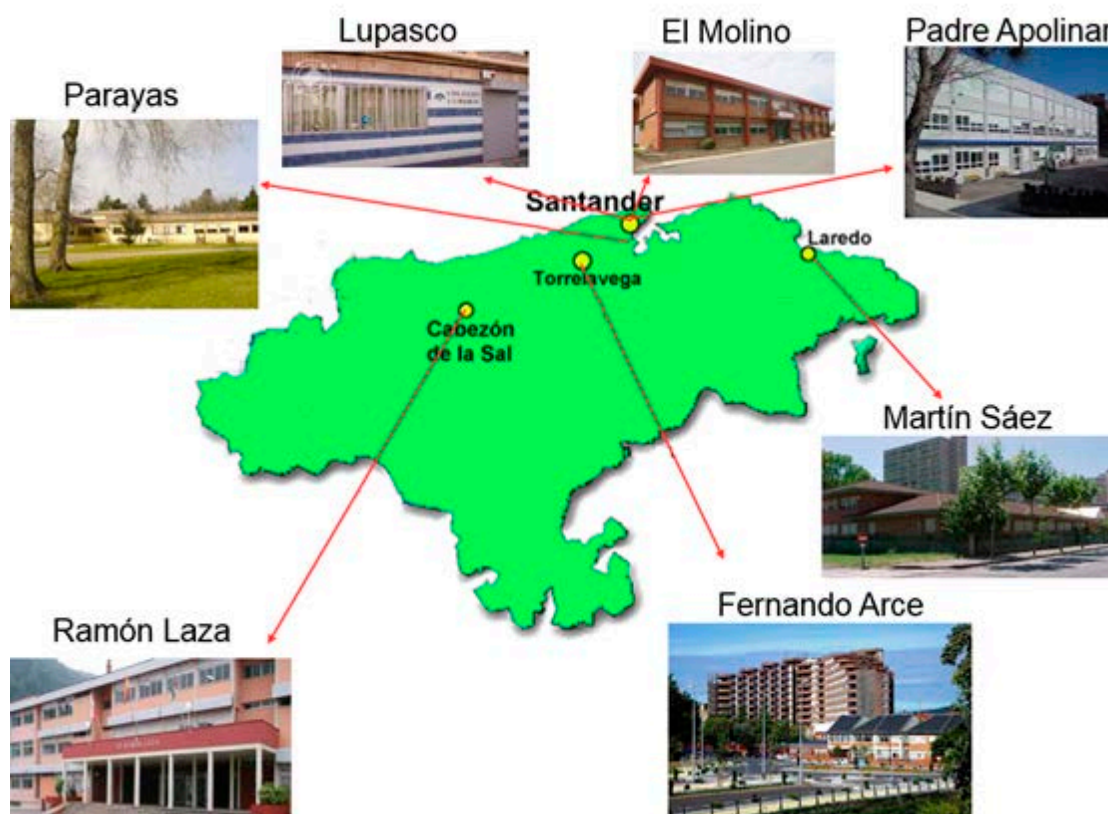 Lupasco
El Molino
Padre Apolinar
Parayas
Santander
Laredo
Torrelavega
Cabezón
de la Sal
Martín Sáez
Fernando Arce
Ramón Laza